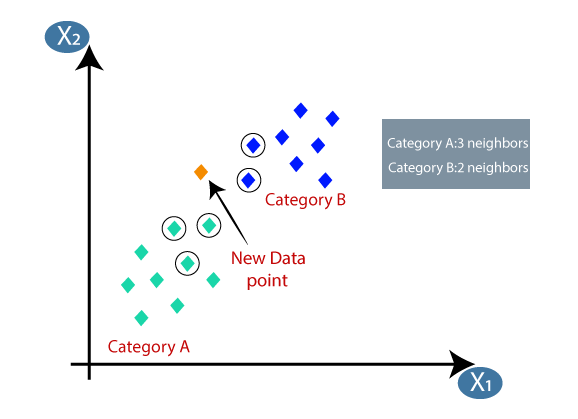 X2
Category A:3 neighbors
Category B:2 neighbors
Category B
New Data
point
Category A
X1